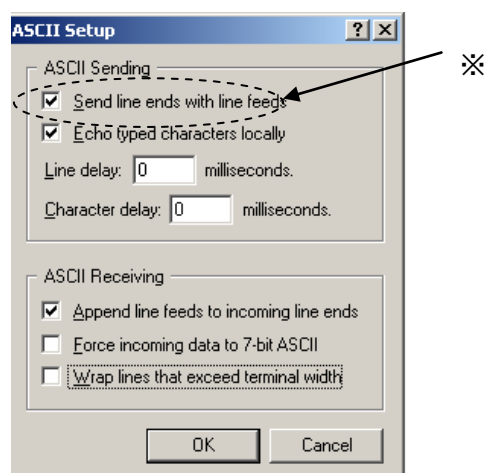 ASCII Setup
※
ASCII Sending
Send line ends with line feeds
Echo typed characters locally
Line delay: 0 milliseconds.
Character delay: 0 milliseconds.
ASCII Receiving
Append line feeds to incoming line ends
Force incoming data to 7-bit ASCII
Wrap lines that exceed terminal width
OK Cancel